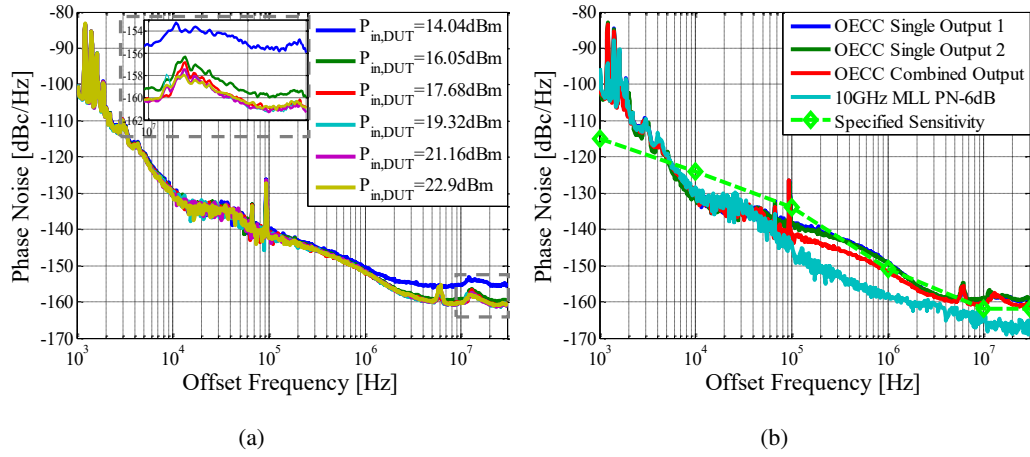 -80
-90
-100
-110
-120
-130
-140
-150
-160
-170
Phase Noise [dBc/Hz]
10^3
10^4
10^5
10^6
10^7
Offset Frequency [Hz]
-154
-156
-158
-160
-162
10^7
P_in,DUT=14.04dBm
P_in,DUT=16.05dBm
P_in,DUT=17.68dBm
P_in,DUT=19.32dBm
P_in,DUT=21.16dBm
P_in,DUT=22.9dBm
(a)
-80
-90
-100
-110
-120
-130
-140
-150
-160
-170
Phase Noise [dBc/Hz]
10^3
10^4
10^5
10^6
10^7
Offset Frequency [Hz]
OECC Single Output 1
OECC Single Output 2
OECC Combined Output
10GHz MLL PN-6dB
Specified Sensitivity
(b)